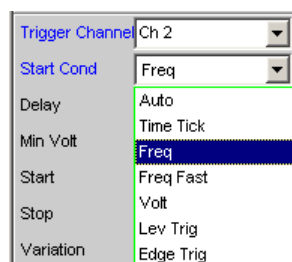 Trigger Channel Ch 2
Start Cond Freq
Delay Auto
Time Tick
Min Volt
Freq
Start Freq Fast
Stop Volt
Lev Trig
Variation Edge Trig